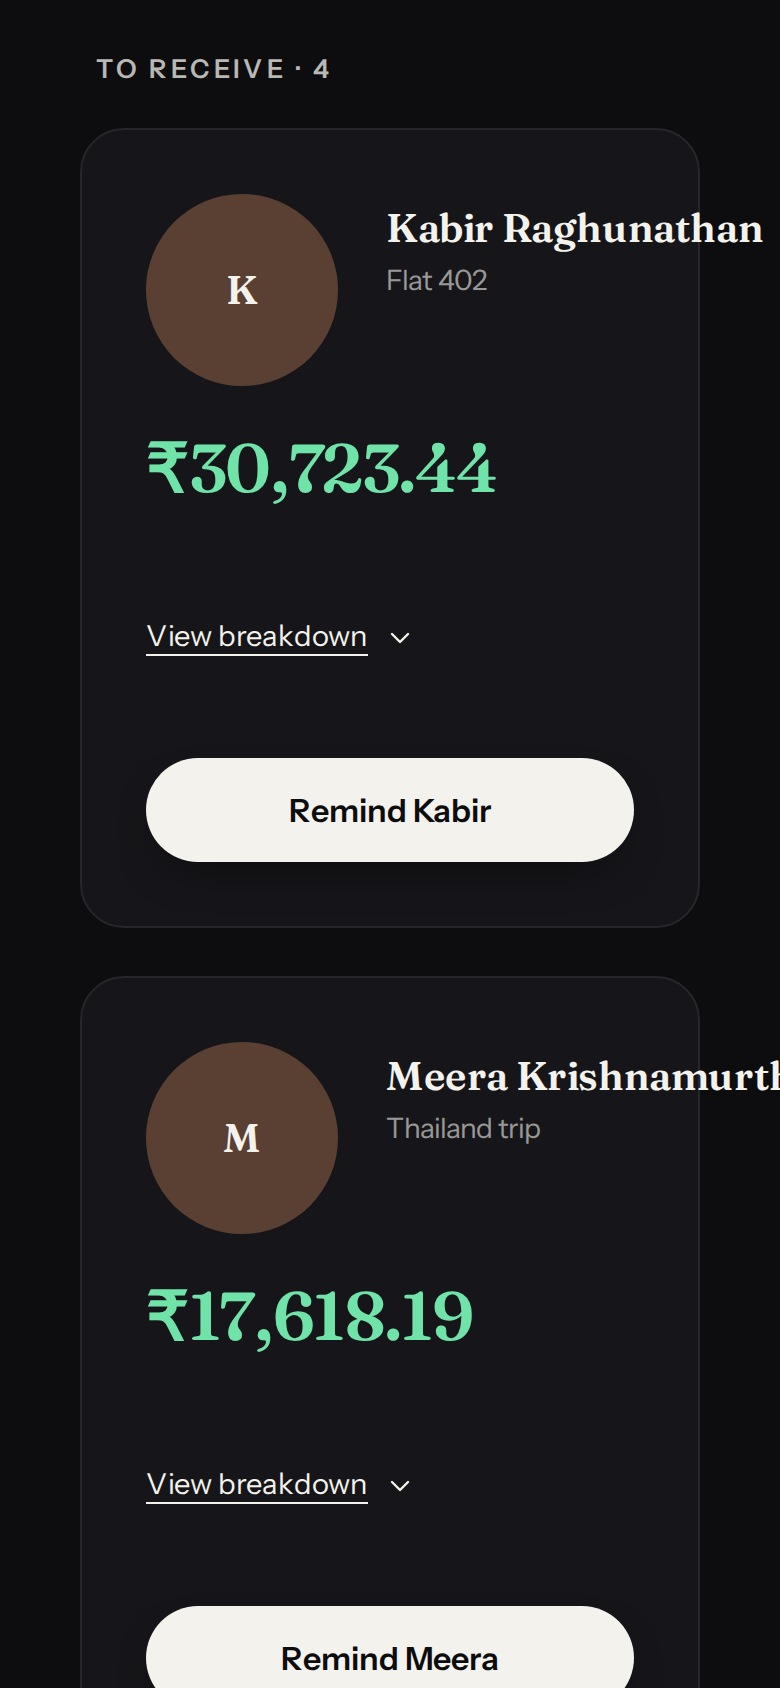 TO RECEIVE · 4
K
Kabir Raghunathan
Flat 402
₹30,723.44
View breakdown
Remind Kabir
M
Meera Krishnamurth
Thailand trip
₹17,618.19
View breakdown
Remind Meera